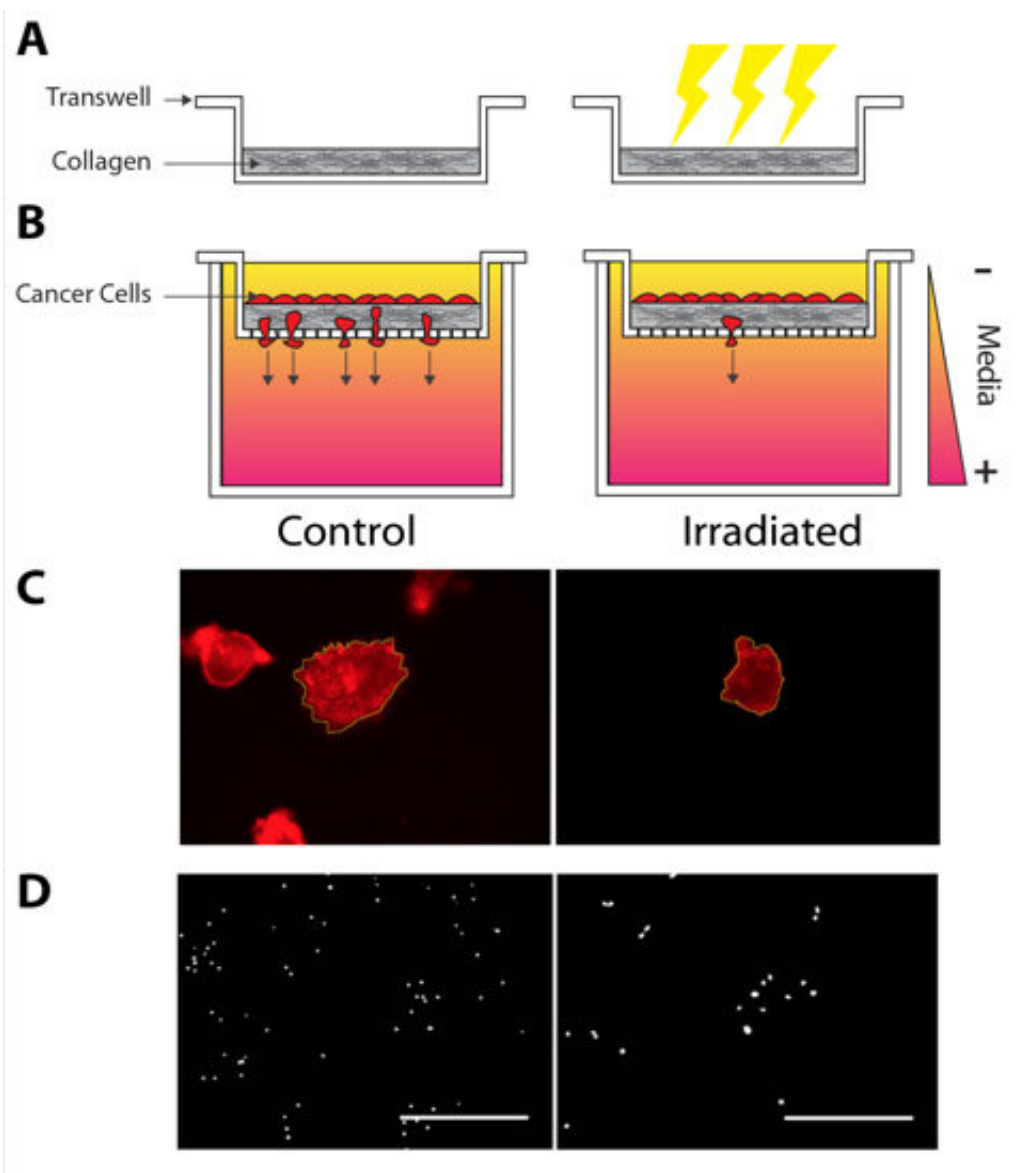 A
Transwell
Collagen
B
Cancer Cells
-
Media
+
Control
Irradiated
C
D